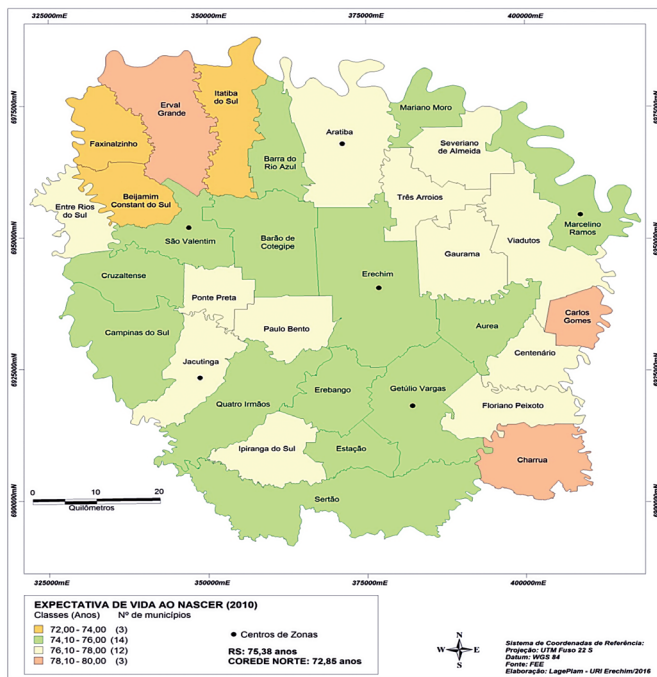 325000mE 350000mE 375000mE 400000mE
6975000mN 6975000mN
Itatiba do Sul
Erval Grande
Mariano Moro
Aratiba
Severiano de Almeida
Faxinalzinho
Barra do Rio Azul
Três Arroios
Beijamim Constant do Sul
Entre Rios do Sul
Marcelino Ramos
6950000mN
São Valentim
Barão de Cotegipe
Viadutos
Gaurama
Cruzaltense
Erechim
Ponte Preta
Carlos Gomes
Campinas do Sul
Paulo Bento
Aurea
Centenário
Jacutinga
6925000mN
Quatro Irmãos
Erebango
Getúlio Vargas
Floriano Peixoto
Ipiranga do Sul
Estação
Charrua
Sertão
0 10 20
Quilômetros
6900000mN
325000mE 350000mE 375000mE 400000mE
EXPECTATIVA DE VIDA AO NASCER (2010)
Classes (Anos) Nº de municípios
72,00 - 74,00 (3)
74,10 - 76,00 (14)
76,10 - 78,00 (12)
78,10 - 80,00 (3)
Centros de Zonas
RS: 75,38 anos
COREDE NORTE: 72,85 anos
N
W E
S
Sistema de Coordenadas de Referência:
Projeção: UTM Fuso 22 S
Datum: WGS 84
Fonte: FEE
Elaboração: LagePlam - URI Erechim/2016